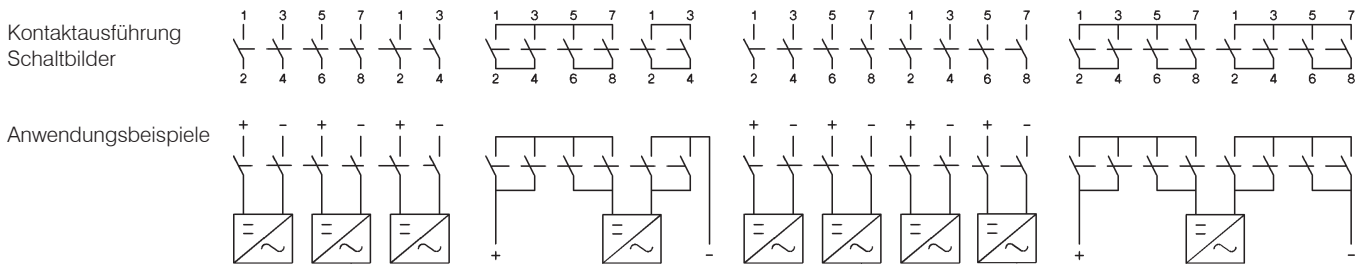 Kontaktausführung
Schaltbilder
1 3 5 7 1 3
2 4 6 8 2 4
1 3 5 7 1 3
2 4 6 8 2 4
1 3 5 7 1 3 5 7
2 4 6 8 2 4 6 8
1 3 5 7 1 3 5 7
2 4 6 8 2 4 6 8
Anwendungsbeispiele
+ − + − + −
+ −
+ − + − + − + −
+ −